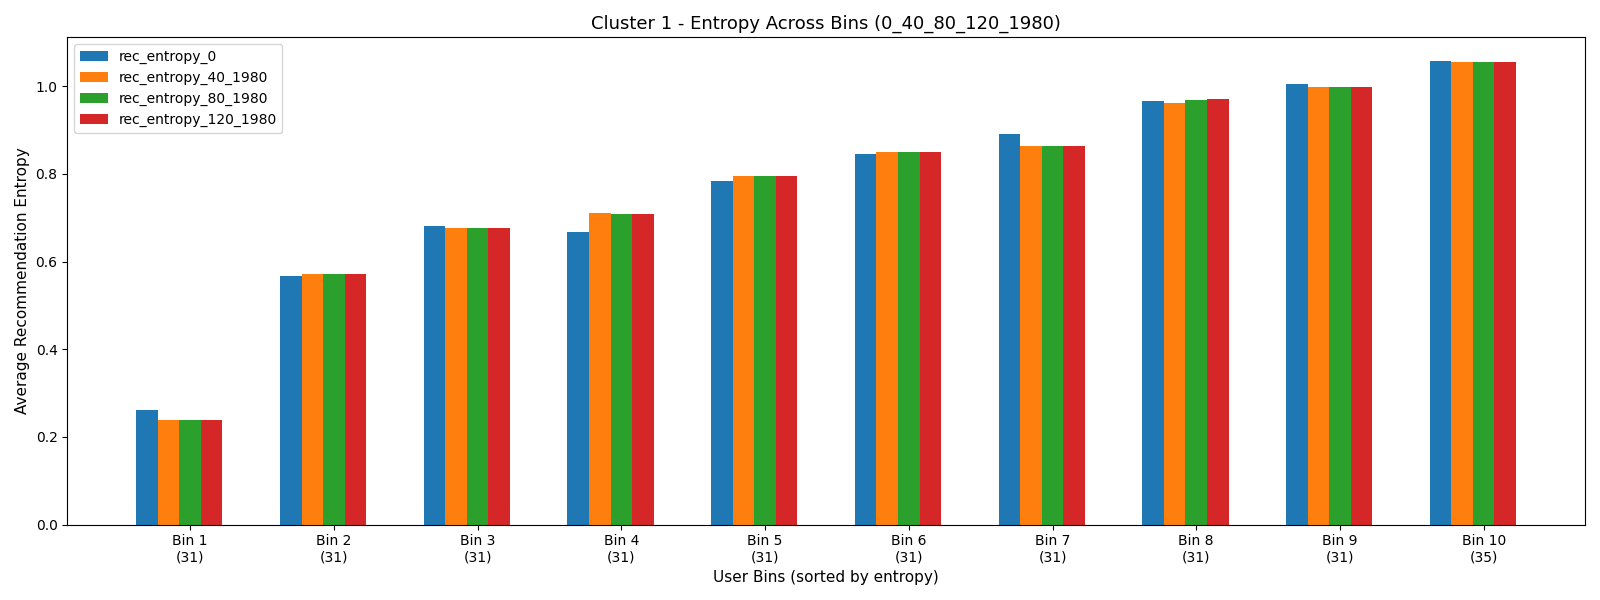 Cluster 1 - Entropy Across Bins (0_40_80_120_1980)
rec_entropy_0
rec_entropy_40_1980
rec_entropy_80_1980
rec_entropy_120_1980
Average Recommendation Entropy
1.0
0.8
0.6
0.4
0.2
0.0
Bin 1 Bin 2 Bin 3 Bin 4 Bin 5 Bin 6 Bin 7 Bin 8 Bin 9 Bin 10
(31) (31) (31) (31) (31) (31) (31) (31) (31) (35)
User Bins (sorted by entropy)